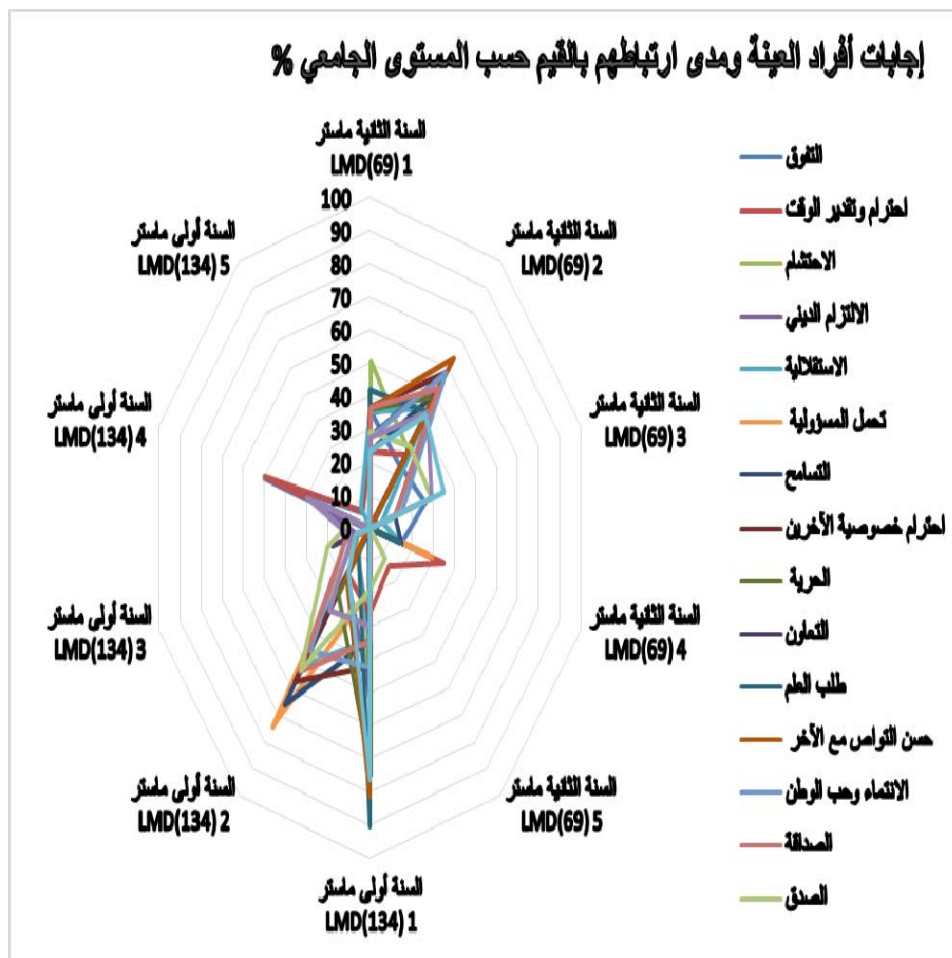 إجابات أفراد العينة ومدى ارتباطهم بالقيم حسب المستوى الجامعي %
السنة الثانية ماستر
LMD(69) 1
السنة الثانية ماستر
LMD(69) 2
السنة الثانية ماستر
LMD(69) 3
السنة الثانية ماستر
LMD(69) 4
السنة الثانية ماستر
LMD(69) 5
السنة أولى ماستر
LMD(134) 1
السنة أولى ماستر
LMD(134) 2
السنة أولى ماستر
LMD(134) 3
السنة أولى ماستر
LMD(134) 4
السنة أولى ماستر
LMD(134) 5
100
90
80
70
60
50
40
30
20
10
0
التفوق
احترام وتقدير الوقت
الاحتشام
الالتزام الديني
الاستقلالية
تحمل المسؤولية
التسامح
احترام خصوصية الآخرين
الحرية
التعاون
طلب العلم
حسن التواص مع الآخر
الانتماء وحب الوطن
الصداقة
الصدق